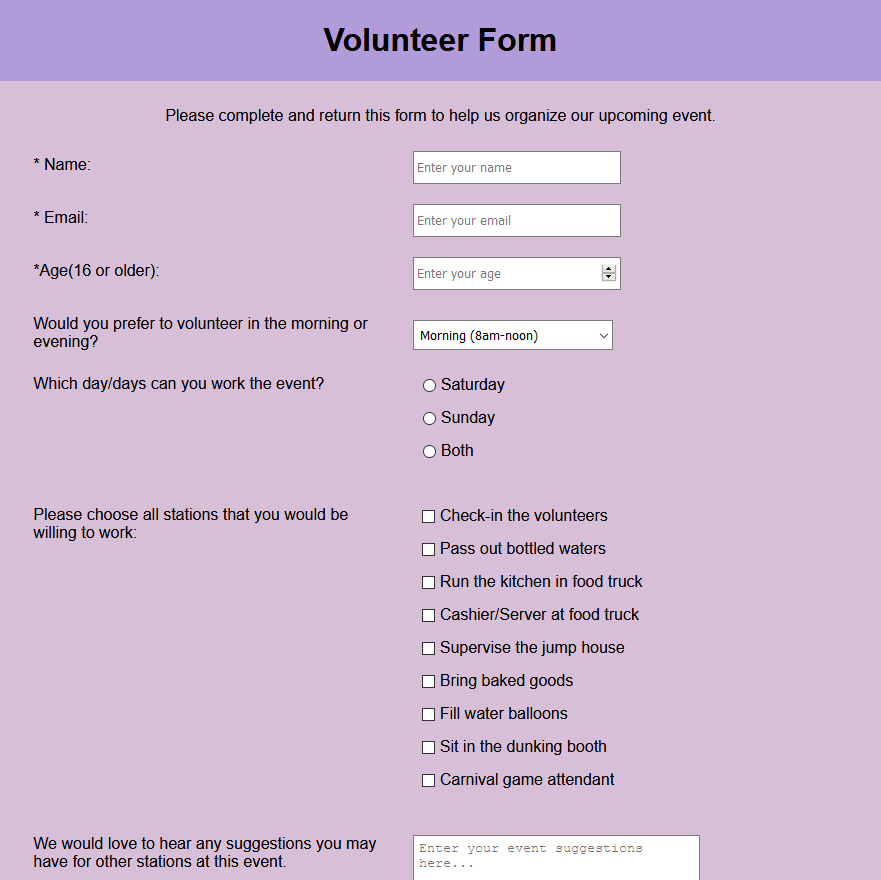 Volunteer Form
Please complete and return this form to help us organize our upcoming event.
* Name:
Enter your name
* Email:
Enter your email
*Age(16 or older):
Enter your age
Would you prefer to volunteer in the morning or
evening?
Morning (8am-noon)
Which day/days can you work the event?
Saturday
Sunday
Both
Please choose all stations that you would be
willing to work:
Check-in the volunteers
Pass out bottled waters
Run the kitchen in food truck
Cashier/Server at food truck
Supervise the jump house
Bring baked goods
Fill water balloons
Sit in the dunking booth
Carnival game attendant
We would love to hear any suggestions you may
have for other stations at this event.
Enter your event suggestions
here...